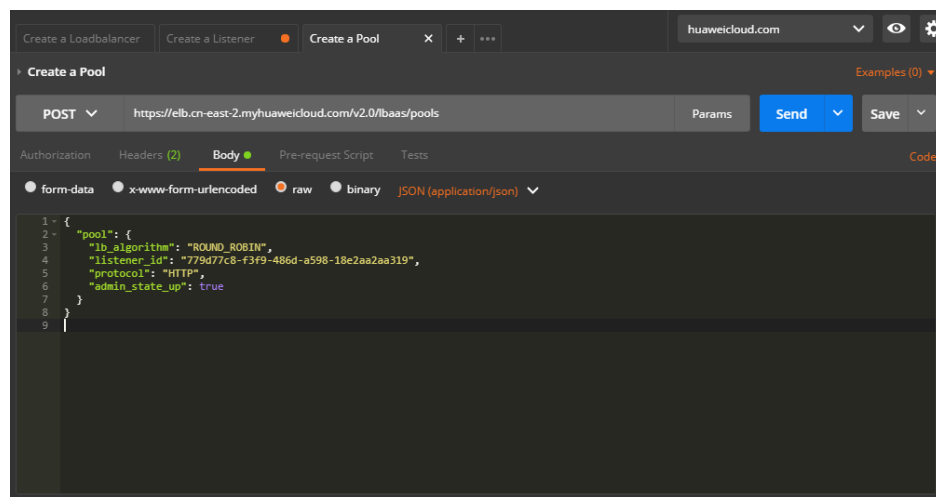 Create a Loadbalancer Create a Listener Create a Pool × + ••• huaweicloud.com
Create a Pool Examples (0)
POST https://elb.cn-east-2.myhuaweicloud.com/v2.0/lbaas/pools Params Send Save
Authorization Headers (2) Body Pre-request Script Tests Code
form-data x-www-form-urlencoded raw binary JSON (application/json)
1 {
2 "pool": {
3 "lb_algorithm": "ROUND_ROBIN",
4 "listener_id": "779d77c8-f3f9-486d-a598-18e2aa2aa319",
5 "protocol": "HTTP",
6 "admin_state_up": true
7 }
8 }
9